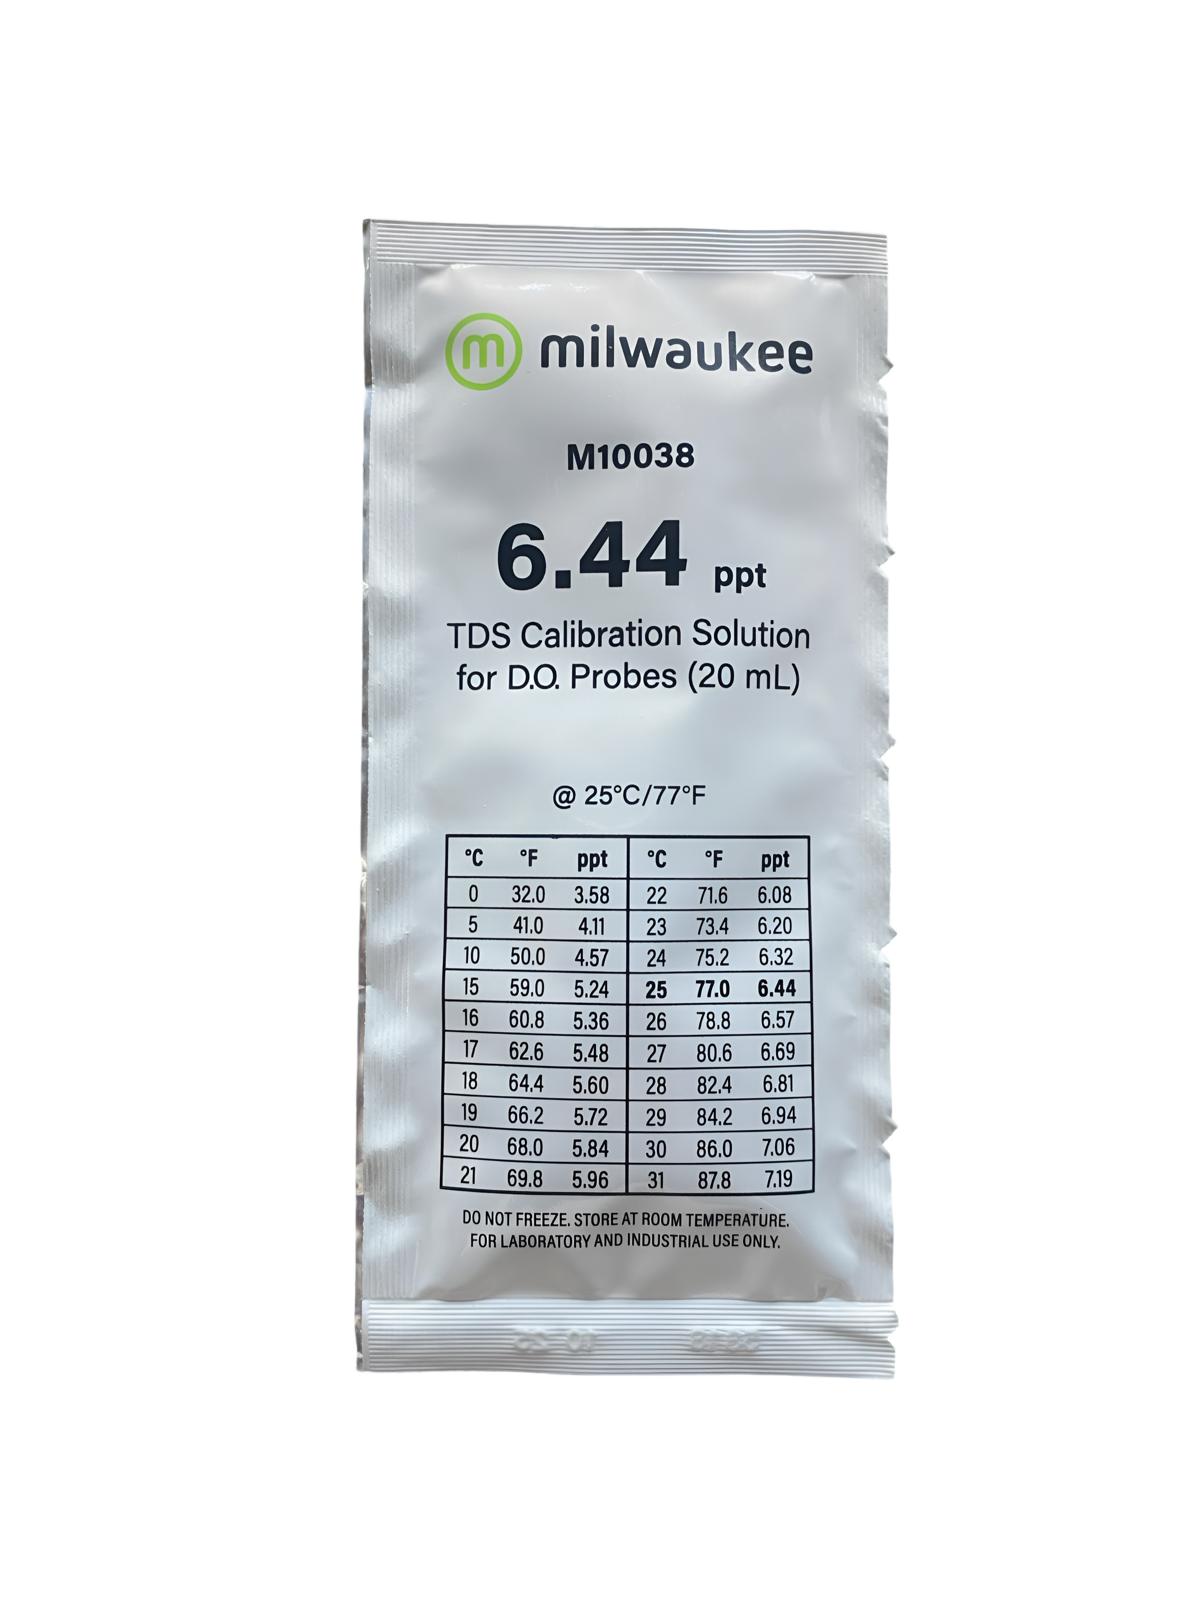 m milwaukee
M10038
6.44 ppt
TDS Calibration Solution
for D.O. Probes (20 mL)
@ 25°C/77°F
°C °F ppt °C °F ppt
0 32.0 3.58 22 71.6 6.08
5 41.0 4.11 23 73.4 6.20
10 50.0 4.57 24 75.2 6.32
15 59.0 5.24 25 77.0 6.44
16 60.8 5.36 26 78.8 6.57
17 62.6 5.48 27 80.6 6.69
18 64.4 5.60 28 82.4 6.81
19 66.2 5.72 29 84.2 6.94
20 68.0 5.84 30 86.0 7.06
21 69.8 5.96 31 87.8 7.19
DO NOT FREEZE. STORE AT ROOM TEMPERATURE.
FOR LABORATORY AND INDUSTRIAL USE ONLY.